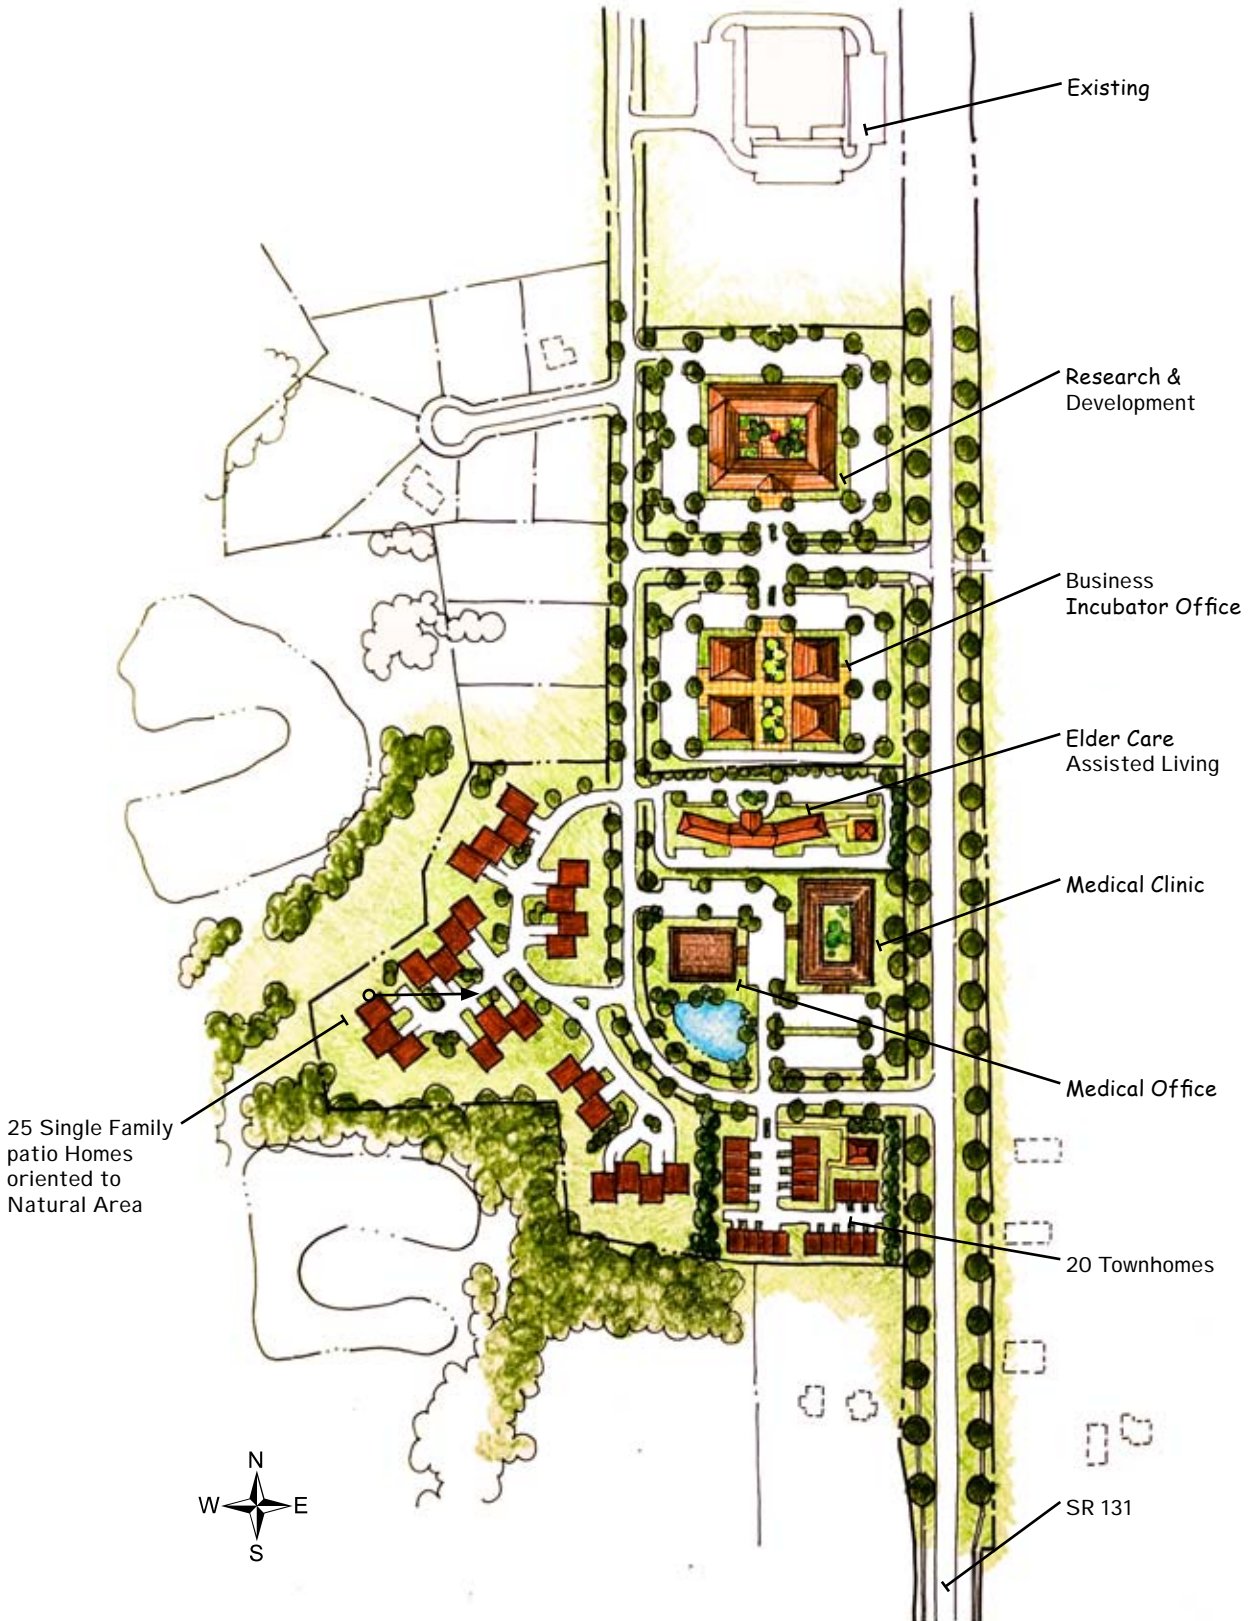 Existing
Research &
Development
Business
Incubator Office
Elder Care
Assisted Living
Medical Clinic
Medical Office
25 Single Family
patio Homes
oriented to
Natural Area
20 Townhomes
N
W E
S
SR 131